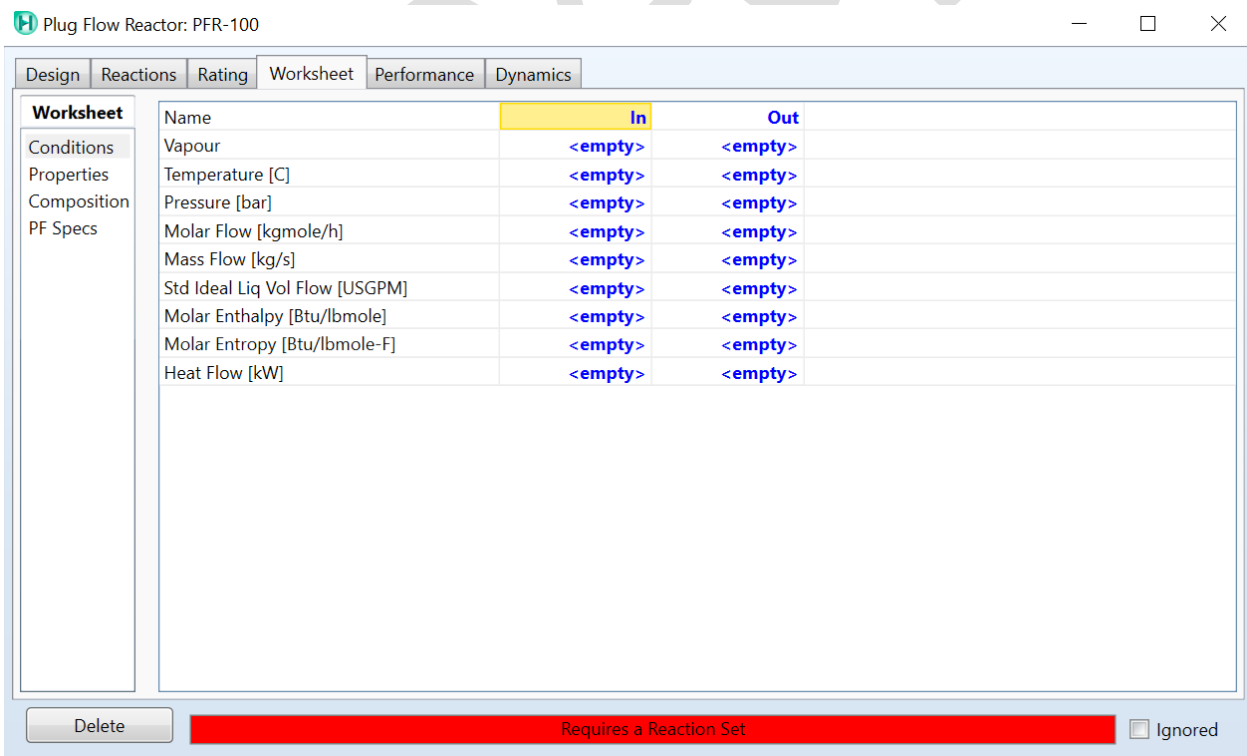 Plug Flow Reactor: PFR-100
Design Reactions Rating Worksheet Performance Dynamics
Worksheet
Conditions
Properties
Composition
PF Specs
Name In Out
Vapour <empty> <empty>
Temperature [C] <empty> <empty>
Pressure [bar] <empty> <empty>
Molar Flow [kgmole/h] <empty> <empty>
Mass Flow [kg/s] <empty> <empty>
Std Ideal Liq Vol Flow [USGPM] <empty> <empty>
Molar Enthalpy [Btu/lbmole] <empty> <empty>
Molar Entropy [Btu/lbmole-F] <empty> <empty>
Heat Flow [kW] <empty> <empty>
Delete Requires a Reaction Set Ignored